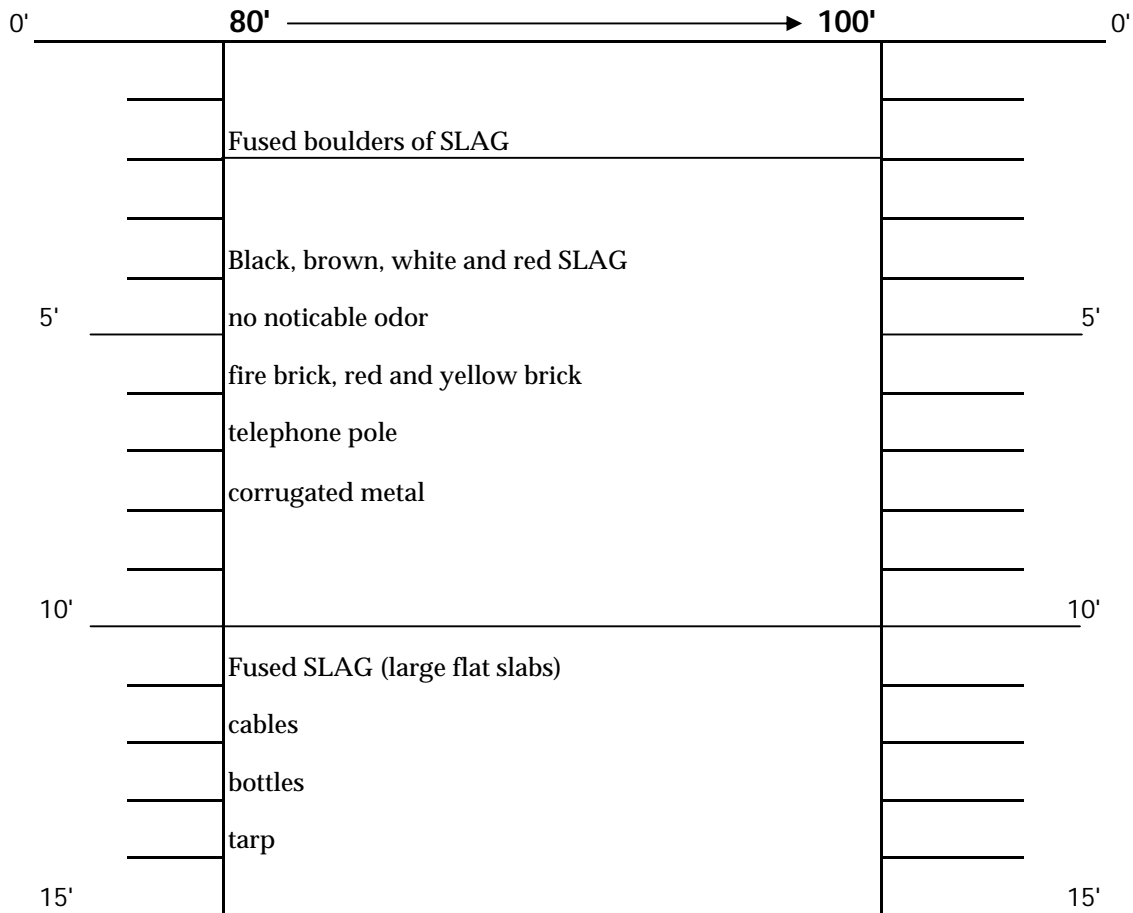 0' 80' 100' 0'
Fused boulders of SLAG
Black, brown, white and red SLAG
5' no noticable odor 5'
fire brick, red and yellow brick
telephone pole
corrugated metal
10' 10'
Fused SLAG (large flat slabs)
cables
bottles
tarp
15' 15'